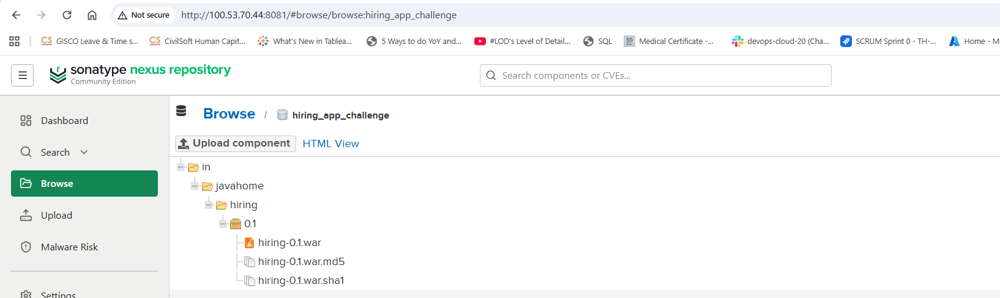 Not secure http://100.53.70.44:8081/#browse/browse:hiring_app_challenge
GISCO Leave & Time s... CivilSoft Human Capit... What's New in Tablea... 5 Ways to do YoY and... #LOD's Level of Detail... SQL Medical Certificate -... devops-cloud-20 (Cha... SCRUM Sprint 0 - TH-... Home - Mi
sonatype nexus repository
Community Edition
Search components or CVEs...
Dashboard
Search
Browse
Upload
Malware Risk
Settings
Browse / hiring_app_challenge
Upload component HTML View
in
javahome
hiring
0.1
hiring-0.1.war
hiring-0.1.war.md5
hiring-0.1.war.sha1